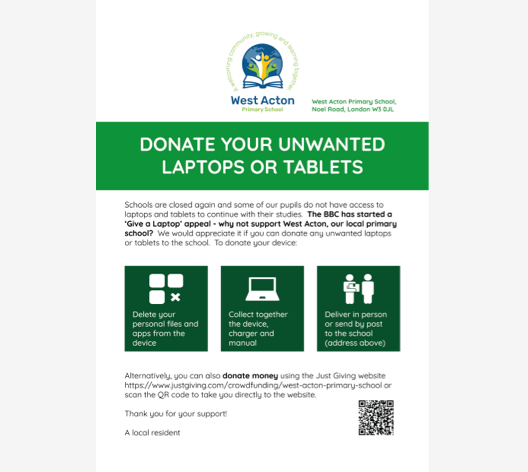 A welcoming community, growing and learning together
West Acton
Primary School
West Acton Primary School,
Noel Road, London W3 0JL
DONATE YOUR UNWANTED
LAPTOPS OR TABLETS
Schools are closed again and some of our pupils do not have access to
laptops and tablets to continue with their studies. The BBC has started a
'Give a Laptop' appeal - why not support West Acton, our local primary
school? We would appreciate it if you can donate any unwanted laptops
or tablets to the school. To donate your device:
Delete your
personal files and
apps from the
device
Collect together
the device,
charger and
manual
Deliver in person
or send by post
to the school
(address above)
Alternatively, you can also donate money using the Just Giving website
https://www.justgiving.com/crowdfunding/west-acton-primary-school or
scan the QR code to take you directly to the website.
Thank you for your support!
A local resident